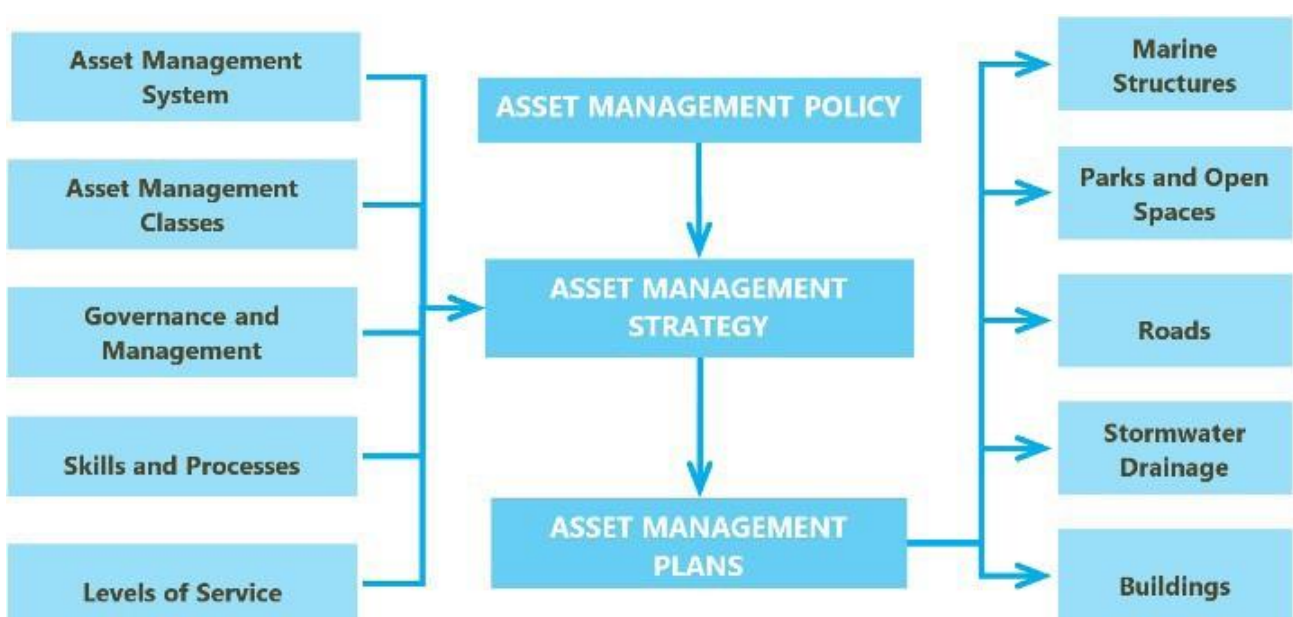 Asset Management
System
Asset Management
Classes
Governance and
Management
Skills and Processes
Levels of Service
ASSET MANAGEMENT POLICY
ASSET MANAGEMENT
STRATEGY
ASSET MANAGEMENT
PLANS
Marine
Structures
Parks and Open
Spaces
Roads
Stormwater
Drainage
Buildings